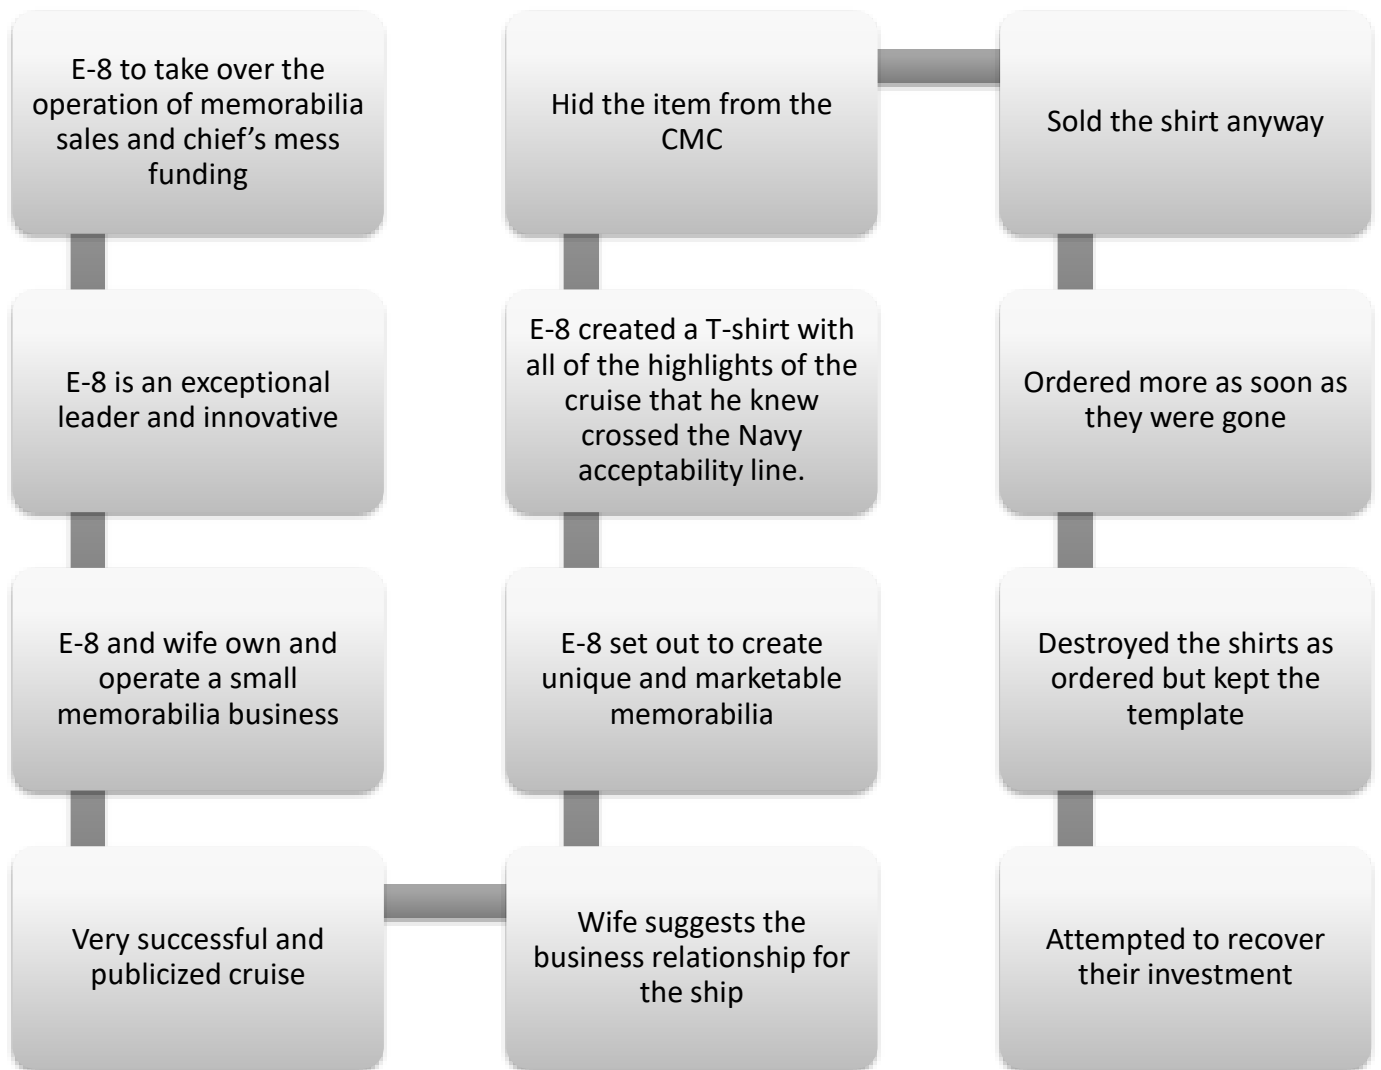 E-8 to take over the
operation of memorabilia
sales and chief’s mess
funding
E-8 is an exceptional
leader and innovative
E-8 and wife own and
operate a small
memorabilia business
Very successful and
publicized cruise
Wife suggests the
business relationship for
the ship
E-8 set out to create
unique and marketable
memorabilia
E-8 created a T-shirt with
all of the highlights of the
cruise that he knew
crossed the Navy
acceptability line.
Hid the item from the
CMC
Sold the shirt anyway
Ordered more as soon as
they were gone
Destroyed the shirts as
ordered but kept the
template
Attempted to recover
their investment